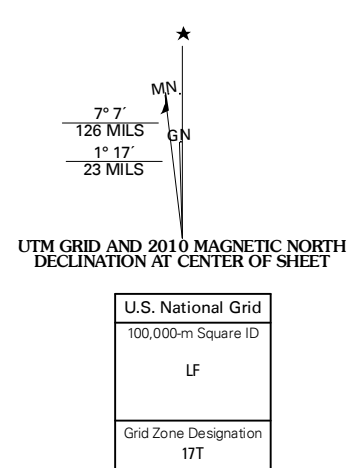 MN
7° 7´
126 MILS
GN
1° 17´
23 MILS
UTM GRID AND 2010 MAGNETIC NORTH
DECLINATION AT CENTER OF SHEET
U.S. National Grid
100,000-m Square ID
LF
Grid Zone Designation
17T